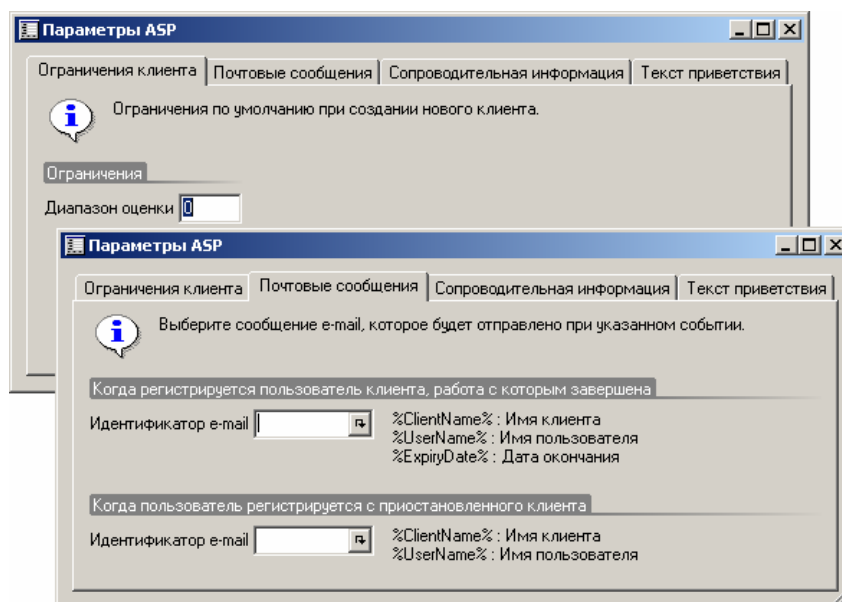 Параметры ASP
Ограничения клиента Почтовые сообщения Сопроводительная информация Текст приветствия
Ограничения по умолчанию при создании нового клиента.
Ограничения
Диапазон оценки 0
Параметры ASP
Ограничения клиента Почтовые сообщения Сопроводительная информация Текст приветствия
Выберите сообщение e-mail, которое будет отправлено при указанном событии.
Когда регистрируется пользователь клиента, работа с которым завершена
Идентификатор e-mail %ClientName% : Имя клиента
%UserName% : Имя пользователя
%ExpiryDate% : Дата окончания
Когда пользователь регистрируется с приостановленного клиента
Идентификатор e-mail %ClientName% : Имя клиента
%UserName% : Имя пользователя